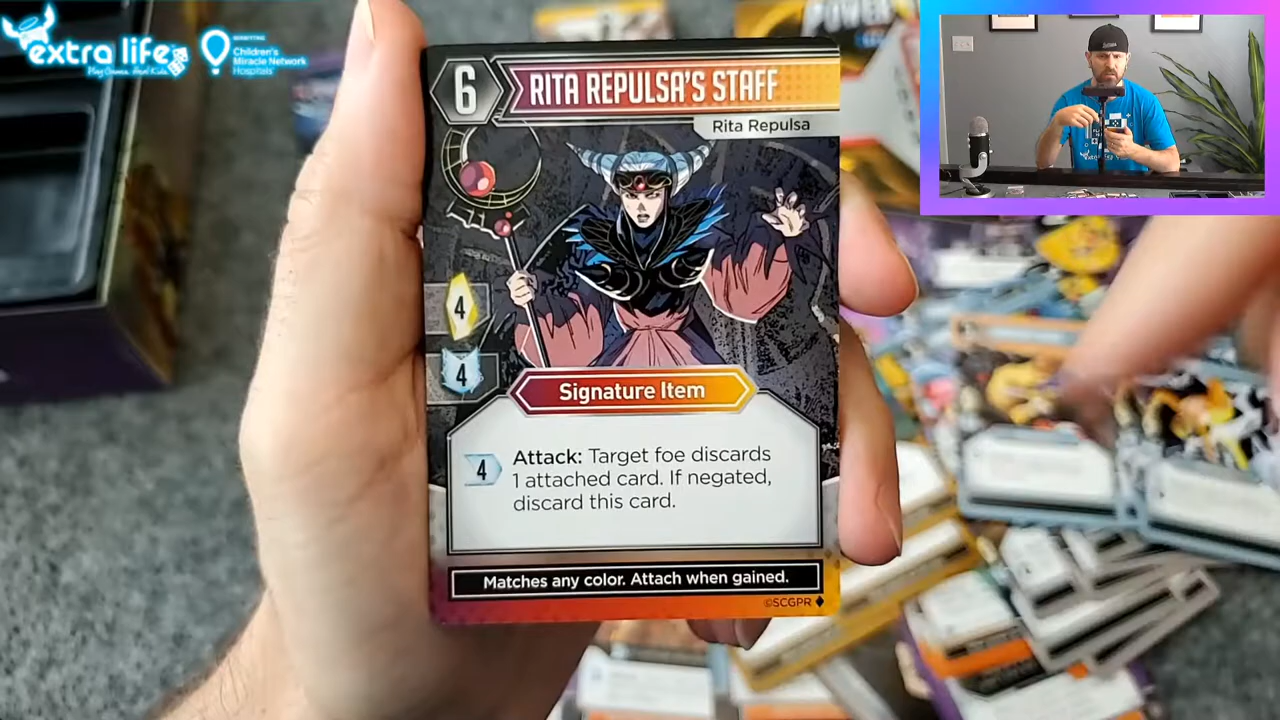 extra life
Play Games. Heal Kids.
BENEFITING
Children's
Miracle Network
Hospitals
POWER
6
RITA REPULSA'S STAFF
Rita Repulsa
4
4
Signature Item
4
Attack: Target foe discards
1 attached card. If negated,
discard this card.
Matches any color. Attach when gained.
©SCGPR